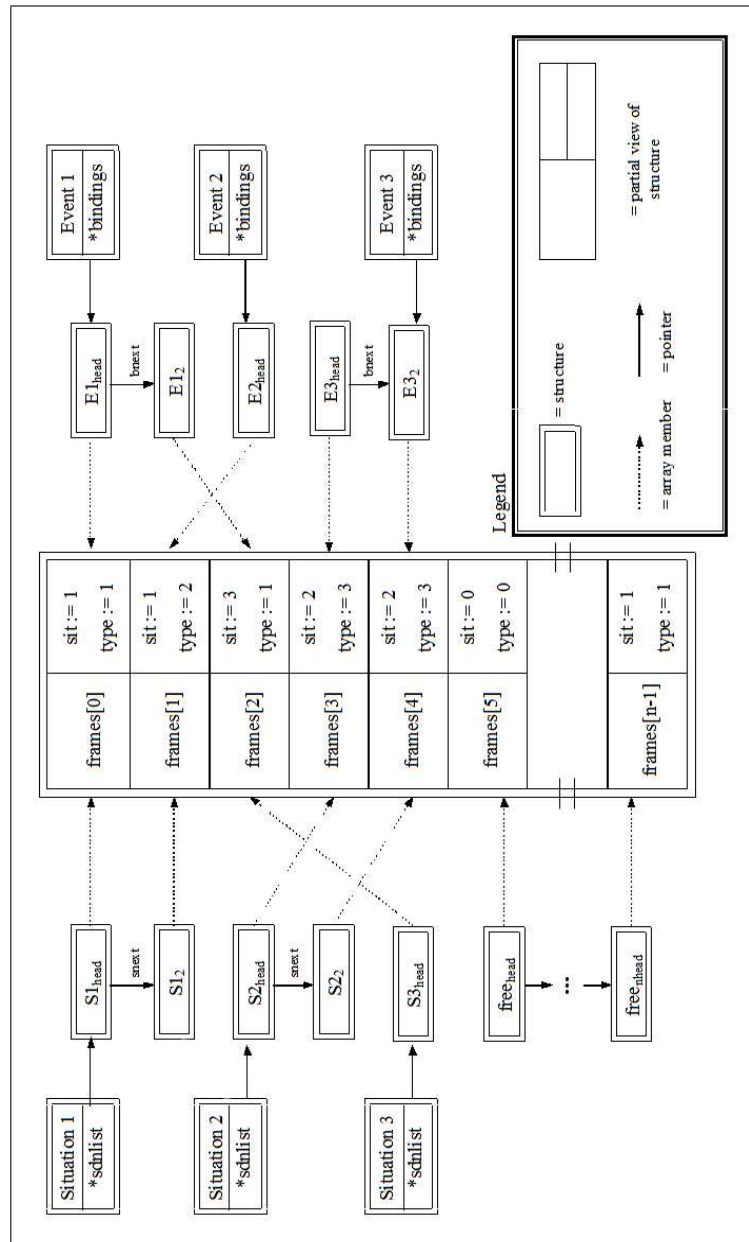 Situation 1
*sdnlist
S1head
snext
S12
Situation 2
*sdnlist
S2head
snext
S22
Situation 3
*sdnlist
S3head
freehead
...
freenhead
frames[0]
sit := 1
type := 1
frames[1]
sit := 1
type := 2
frames[2]
sit := 3
type := 1
frames[3]
sit := 2
type := 3
frames[4]
sit := 2
type := 3
frames[5]
sit := 0
type := 0
frames[n-1]
sit := 1
type := 1
E1head
bnext
E12
E2head
E3head
bnext
E32
Event 1
*bindings
Event 2
*bindings
Event 3
*bindings
Legend
= structure
= partial view of
structure
= array member
= pointer